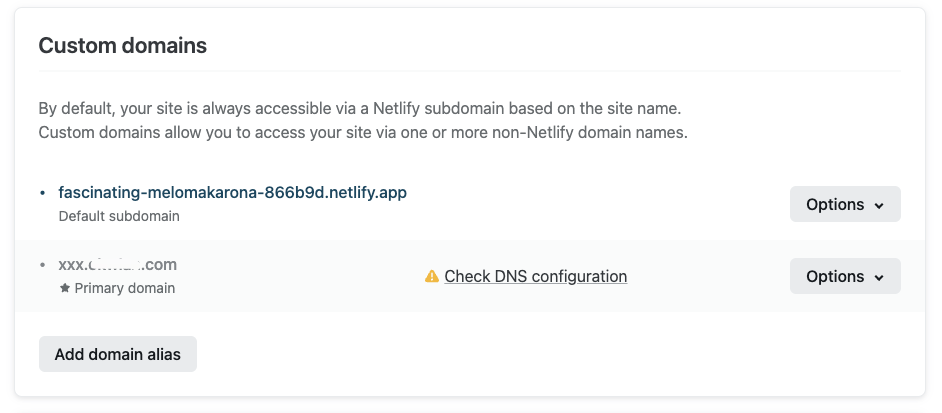 Custom domains
By default, your site is always accessible via a Netlify subdomain based on the site name.
Custom domains allow you to access your site via one or more non-Netlify domain names.
• fascinating-melomakarona-866b9d.netlify.app
Default subdomain
Options
• xxx. .com
★ Primary domain
Check DNS configuration
Options
Add domain alias